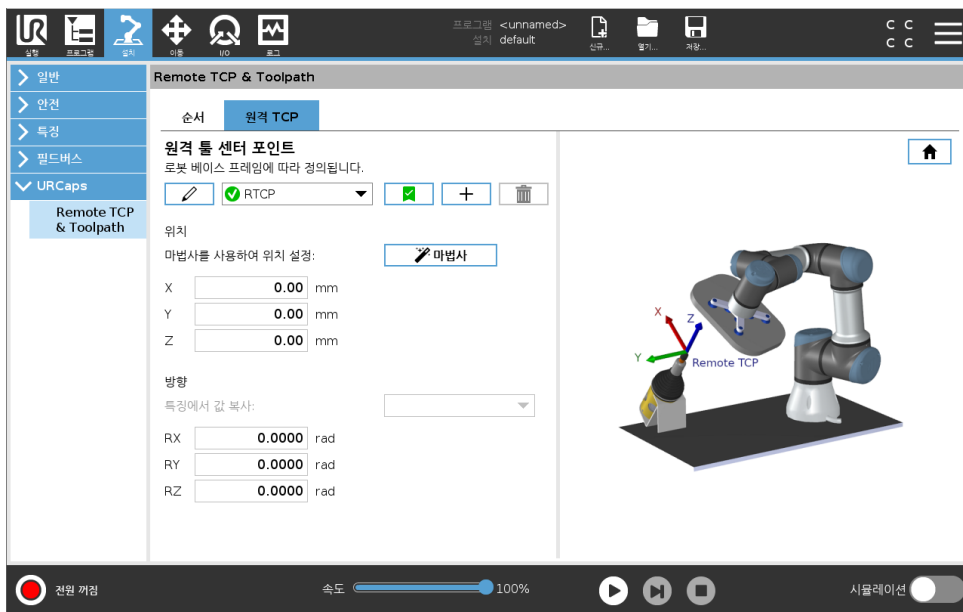 프로그램 <unnamed>
설치 default
C C
C C
실행 프로그램 설치 이동 I/O 로그 신규... 열기... 저장...
일반
안전
특징
필드버스
URCaps
Remote TCP
& Toolpath
Remote TCP & Toolpath
순서 원격 TCP
원격 툴 센터 포인트
로봇 베이스 프레임에 따라 정의됩니다.
RTCP
위치
마법사를 사용하여 위치 설정: 마법사
X 0.00 mm
Y 0.00 mm
Z 0.00 mm
방향
특징에서 값 복사:
RX 0.0000 rad
RY 0.0000 rad
RZ 0.0000 rad
X Z
Y
Remote TCP
전원 꺼짐 속도 100% 시뮬레이션